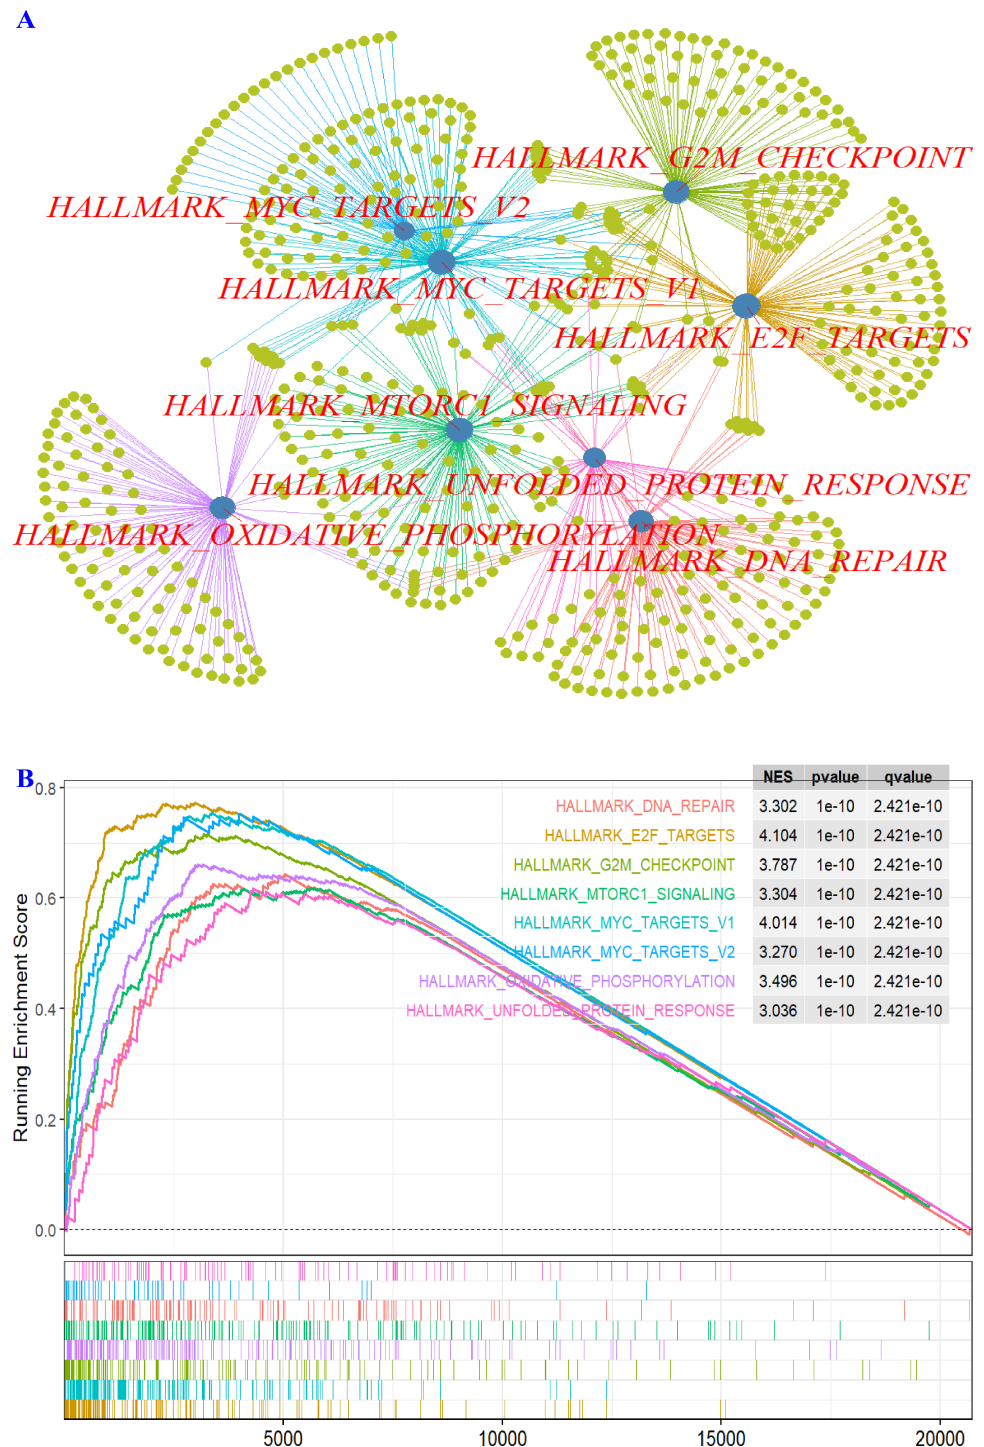 A
HALLMARK_G2M_CHECKPOINT
HALLMARK_MYC_TARGETS_V2
HALLMARK_MYC_TARGETS_V1
HALLMARK_E2F_TARGETS
HALLMARK_MTORC1_SIGNALING
HALLMARK_UNFOLDED_PROTEIN_RESPONSE
HALLMARK_OXIDATIVE_PHOSPHORYLATION
HALLMARK_DNA_REPAIR
B
NES pvalue qvalue
HALLMARK_DNA_REPAIR 3.302 1e-10 2.421e-10
HALLMARK_E2F_TARGETS 4.104 1e-10 2.421e-10
HALLMARK_G2M_CHECKPOINT 3.787 1e-10 2.421e-10
HALLMARK_MTORC1_SIGNALING 3.304 1e-10 2.421e-10
HALLMARK_MYC_TARGETS_V1 4.014 1e-10 2.421e-10
HALLMARK_MYC_TARGETS_V2 3.270 1e-10 2.421e-10
HALLMARK_OXIDATIVE_PHOSPHORYLATION 3.496 1e-10 2.421e-10
HALLMARK_UNFOLDED_PROTEIN_RESPONSE 3.036 1e-10 2.421e-10
Running Enrichment Score
0.8
0.6
0.4
0.2
0.0
5000 10000 15000 20000